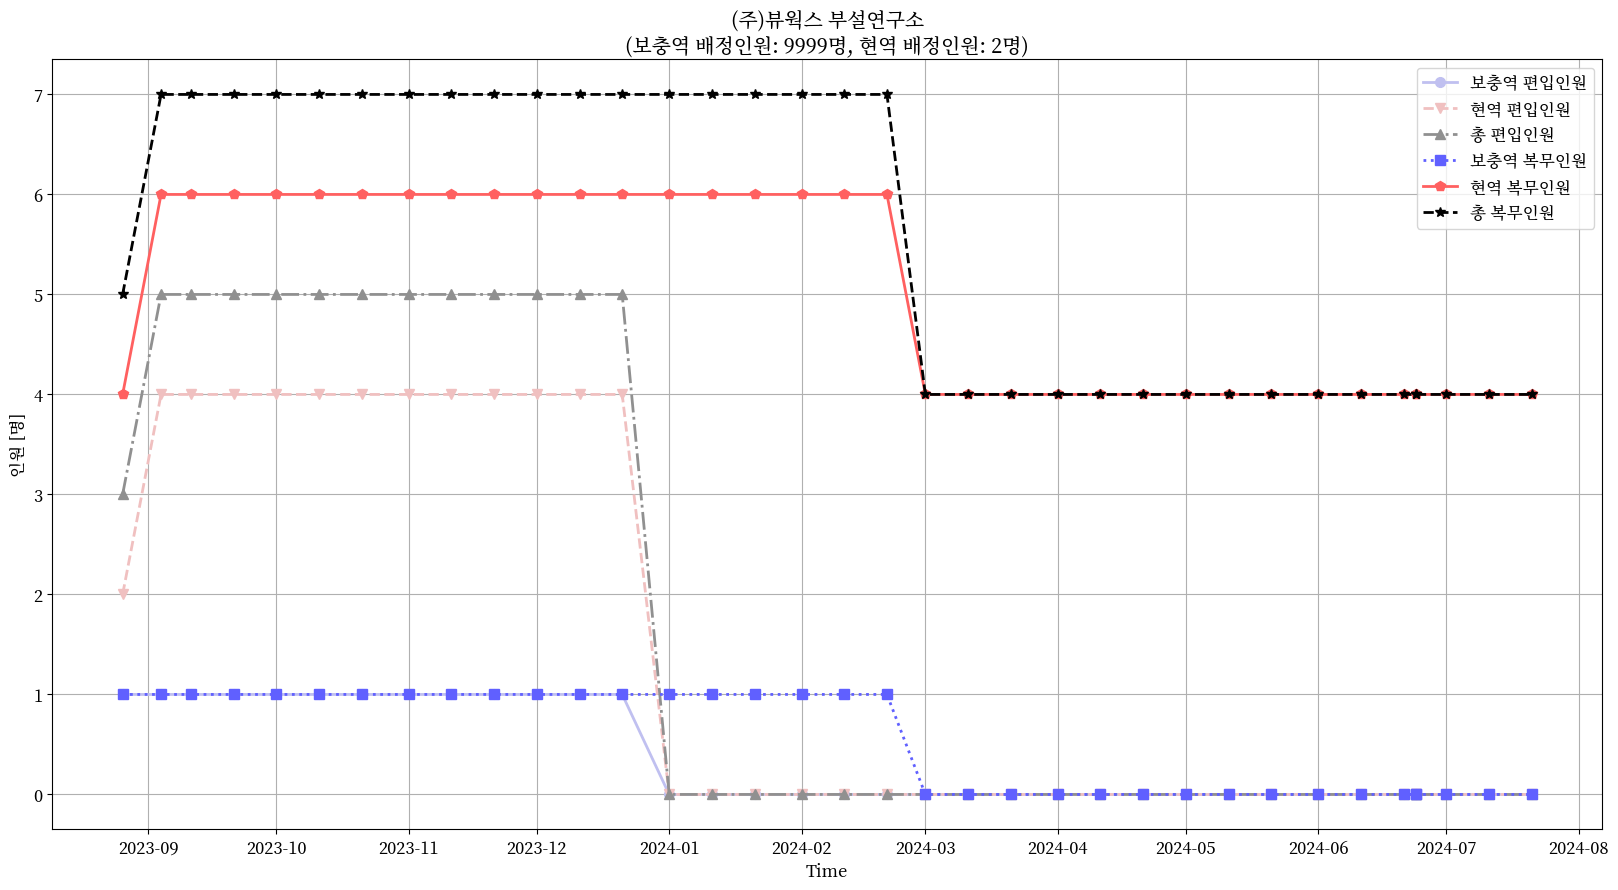 (주)뷰웍스 부설연구소
(보충역 배정인원: 9999명, 현역 배정인원: 2명)
보충역 편입인원
현역 편입인원
총 편입인원
보충역 복무인원
현역 복무인원
총 복무인원
인원 [명]
7
6
5
4
3
2
1
0
2023-09
2023-10
2023-11
2023-12
2024-01
2024-02
2024-03
2024-04
2024-05
2024-06
2024-07
2024-08
Time